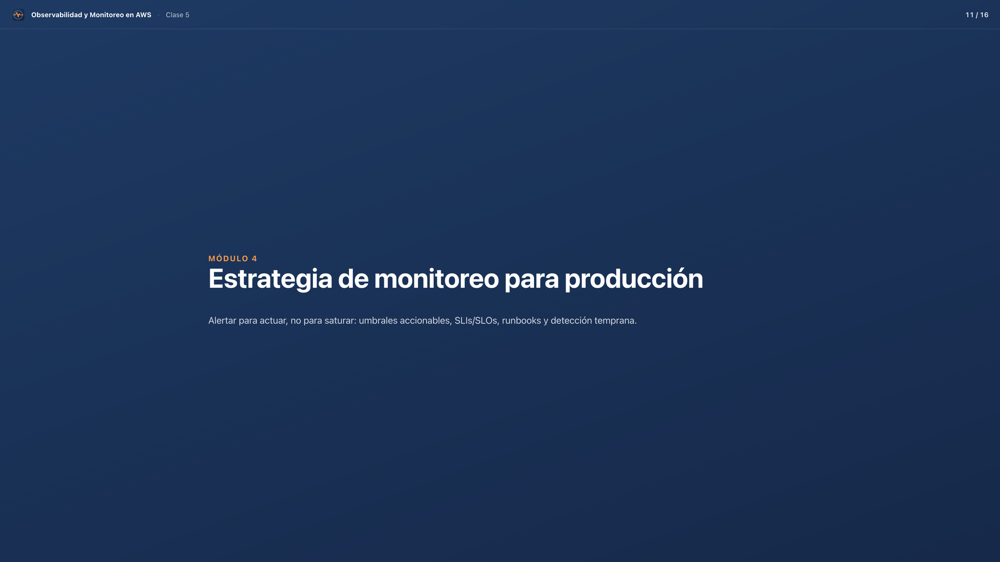 Observabilidad y Monitoreo en AWS · Clase 5
11 / 16
MÓDULO 4
Estrategia de monitoreo para producción
Alertar para actuar, no para saturar: umbrales accionables, SLIs/SLOs, runbooks y detección temprana.